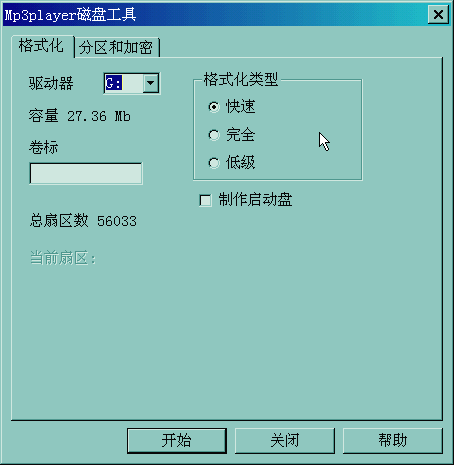 Mp3player磁盘工具
格式化 分区和加密
驱动器 G:
格式化类型
快速
容量 27.36 Mb
完全
卷标
低级
制作启动盘
总扇区数 56033
当前扇区:
开始 关闭 帮助